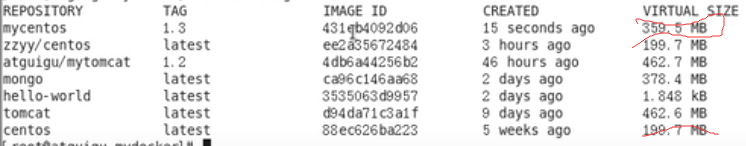 REPOSITORY TAG IMAGE ID CREATED VIRTUAL SIZE
mycentos 1.3 431eb4092d06 15 seconds ago 359.5 MB
zzyy/centos latest ee2a35672484 3 hours ago 199.7 MB
atguigu/mytomcat 1.2 4db6a44256b2 46 hours ago 462.7 MB
mongo latest ca96c146aa68 2 days ago 378.4 MB
hello-world latest 3535063d9957 2 days ago 1.848 kB
tomcat latest d94da71c3a1f 9 days ago 462.6 MB
centos latest 88ec626ba223 5 weeks ago 199.7 MB